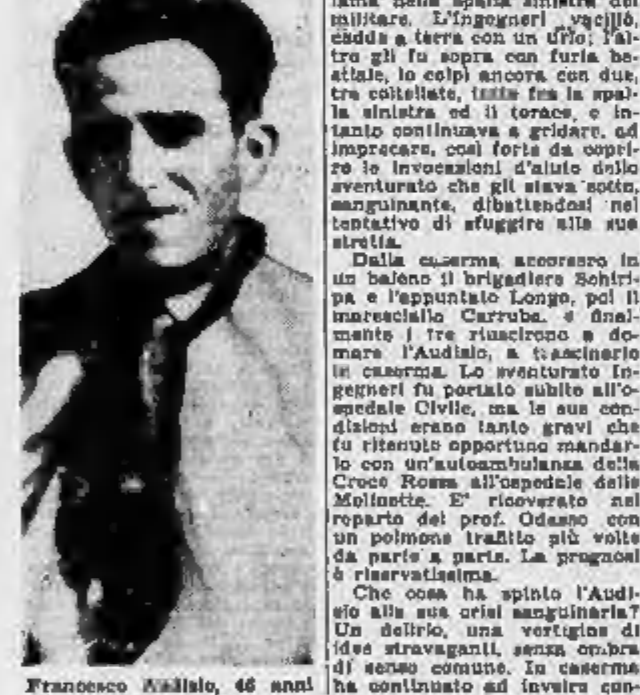 lama nella spalla sinistra del
militare. L'Ingegneri vacillò,
cadde a terra con un urlo; l'al-
tro gli fu sopra con furia be-
stiale, lo colpì ancora con due,
tre coltellate, tutte fra la spal-
la sinistra ed il torace, e in-
tanto continuava a gridare, ad
imprecare, così forte da copri-
re le invocazioni d'aiuto dello
sventurato che gli stava sotto,
sanguinante, dibattendosi nel
tentativo di sfuggire alla sua
stretta.
Dalla caserma accorsero in
un baleno il brigadiere Schiri-
pa e l'appuntato Longo, poi il
maresciallo Carruba, e final-
mente i tre riuscirono a do-
mare l'Audisio, a trascinarlo
in caserma. Lo sventurato In-
gegneri fu portato subito all'o-
spedale Civile, ma le sue con-
dizioni erano tanto gravi che
fu ritenuto opportuno mandar-
lo con un'autoambulanza della
Croce Rossa all'ospedale delle
Molinette. E' ricoverato nel
reparto del prof. Odasso con
un polmone trafitto più volte
da parte a parte. La prognosi
è riservatissima.
Che cosa ha spinto l'Audi-
sio alla sua crisi sanguinaria?
Un delirio, una vertigine di
idee stravaganti, senza ombra
di senso comune. In caserma
ha continuato ad inveire con
Francesco Audisio, 46 anni